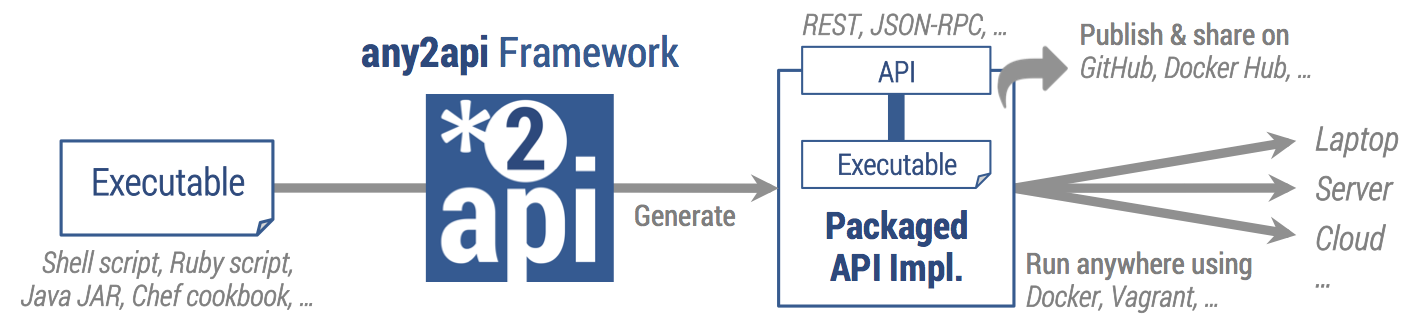 any2api Framework
Executable
Shell script, Ruby script,
Java JAR, Chef cookbook, ...
*2
api
Generate
REST, JSON-RPC, ...
API
Executable
Packaged
API Impl.
Publish & share on
GitHub, Docker Hub, ...
Run anywhere using
Docker, Vagrant, ...
Laptop
Server
Cloud
...